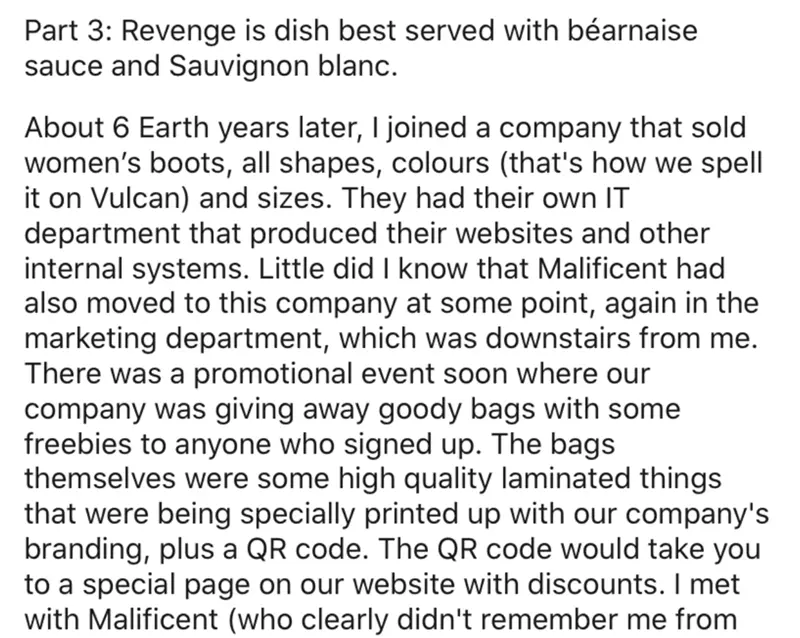 Part 3: Revenge is dish best served with béarnaise
sauce and Sauvignon blanc.
About 6 Earth years later, I joined a company that sold
women’s boots, all shapes, colours (that's how we spell
it on Vulcan) and sizes. They had their own IT
department that produced their websites and other
internal systems. Little did I know that Malificent had
also moved to this company at some point, again in the
marketing department, which was downstairs from me.
There was a promotional event soon where our
company was giving away goody bags with some
freebies to anyone who signed up. The bags
themselves were some high quality laminated things
that were being specially printed up with our company's
branding, plus a QR code. The QR code would take you
to a special page on our website with discounts. I met
with Malificent (who clearly didn't remember me from